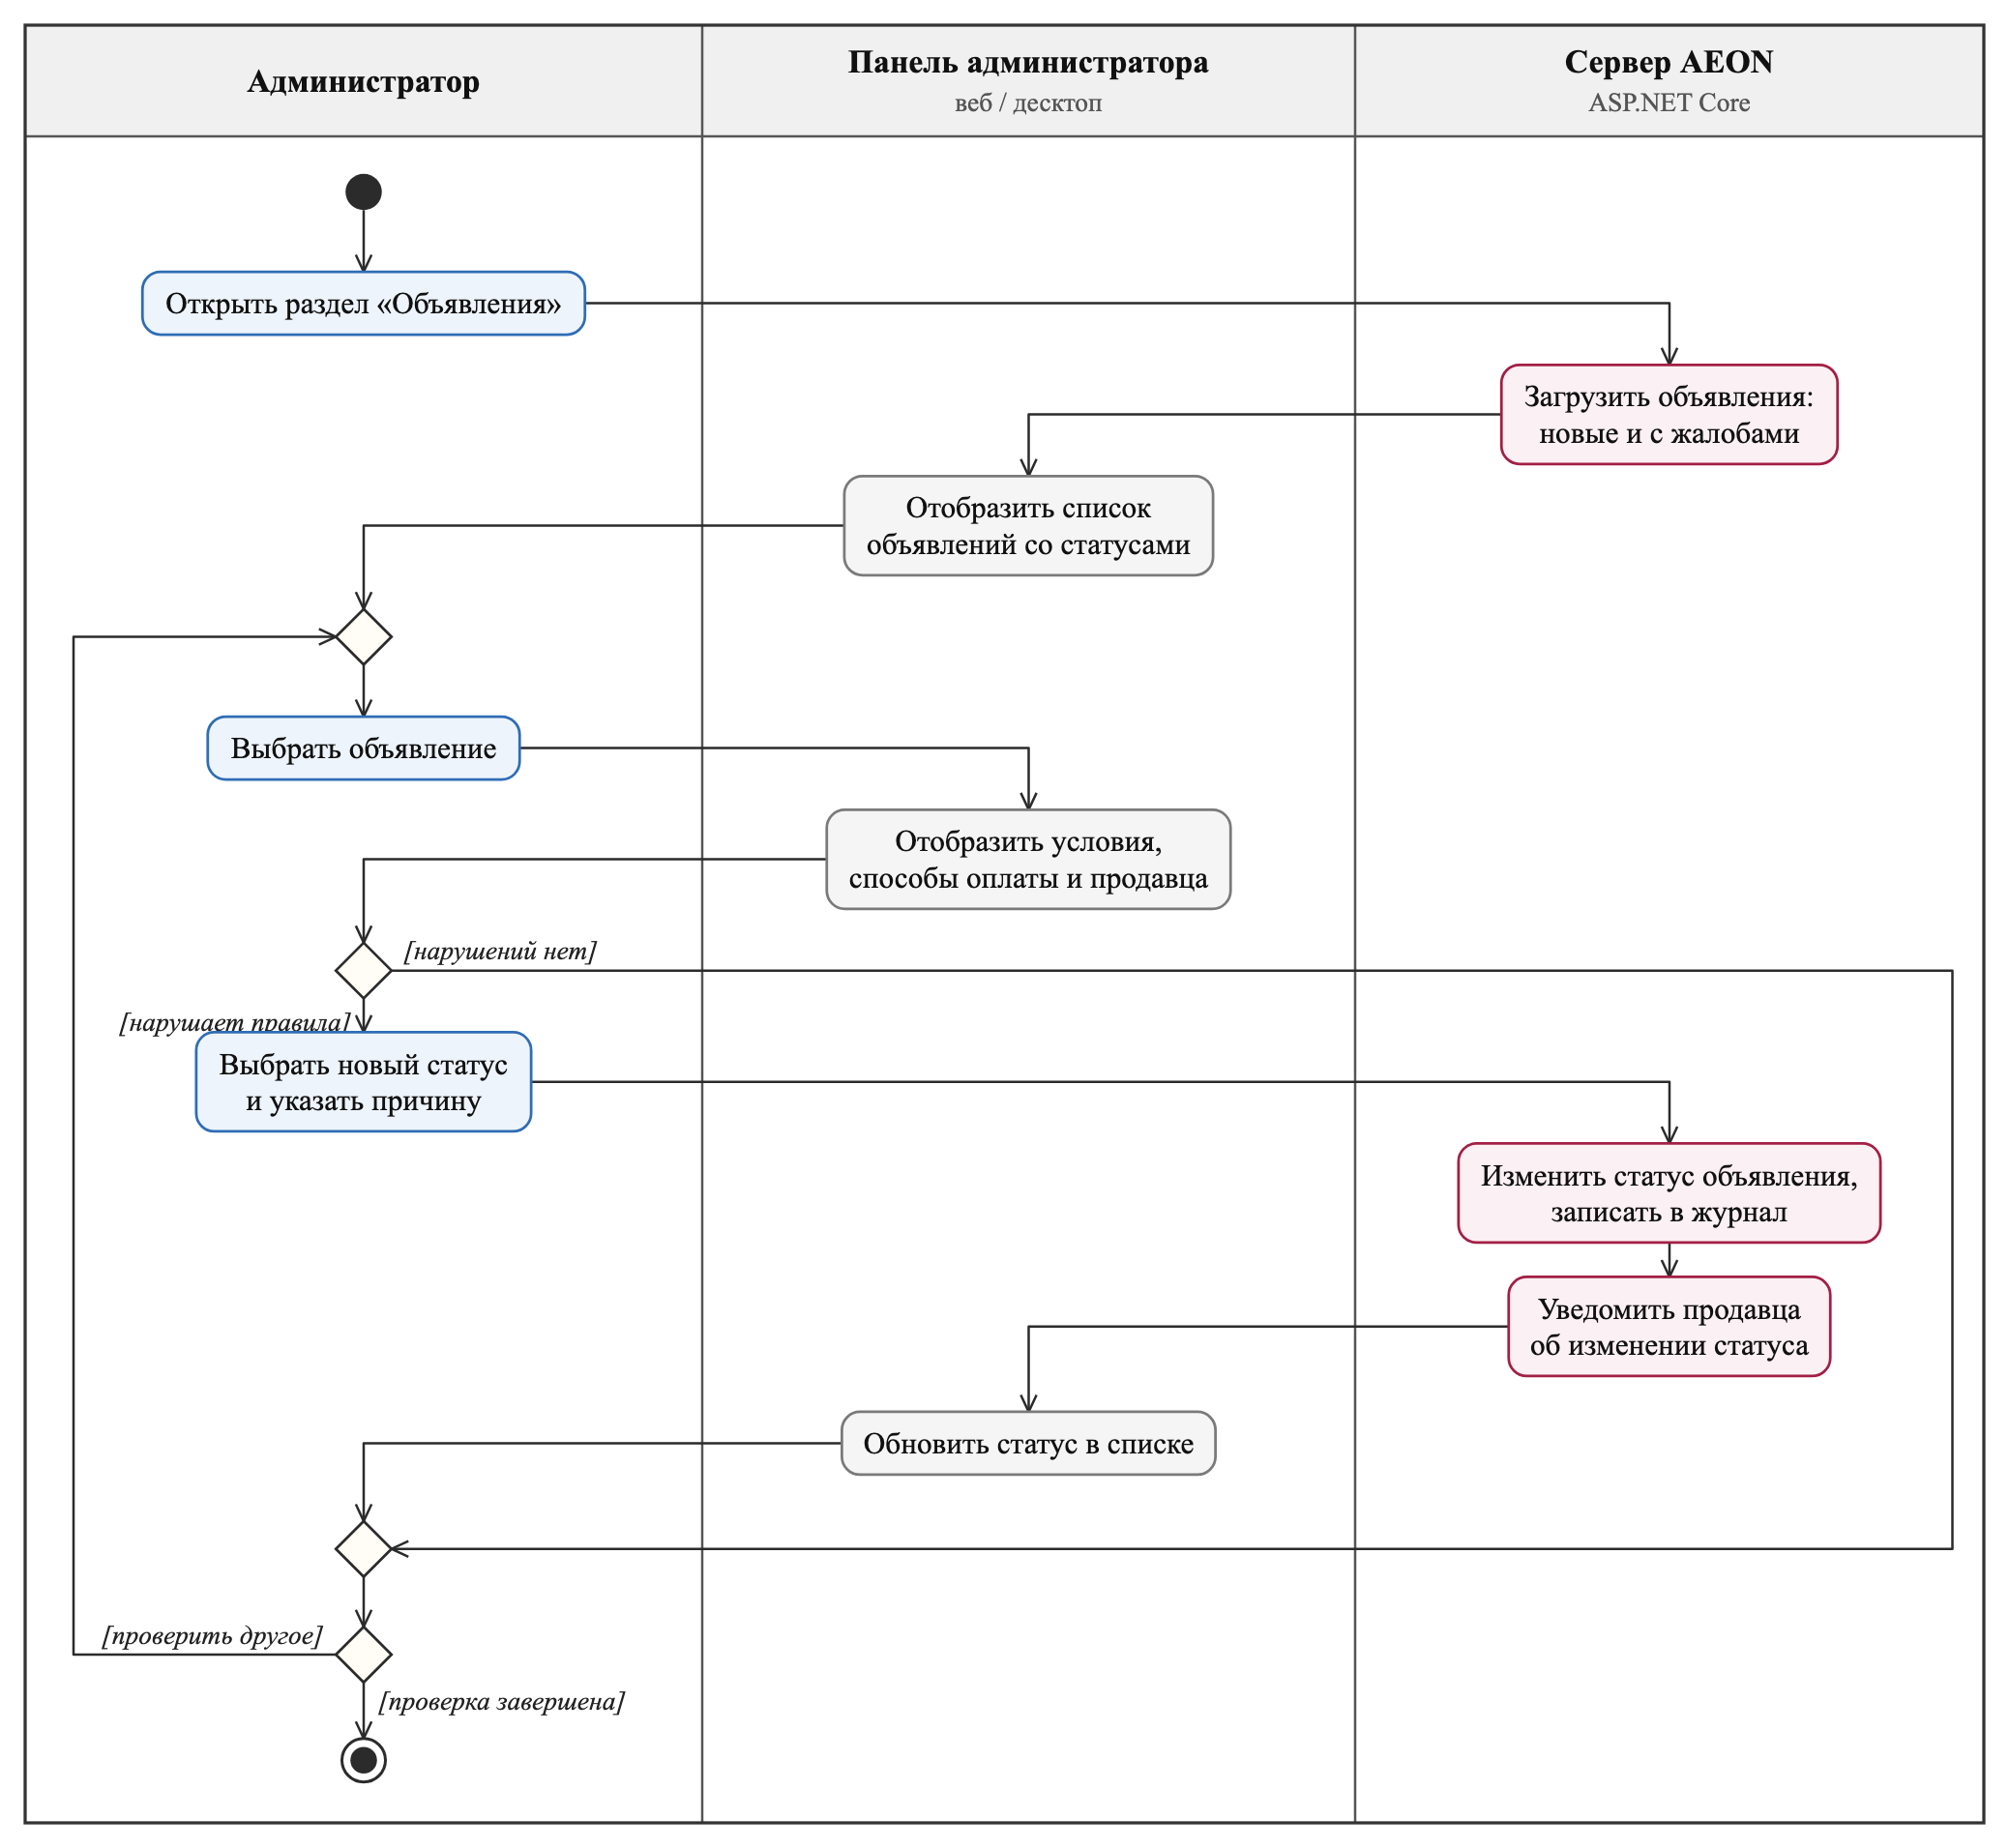 Администратор
Панель администратора
веб / десктоп
Сервер AEON
ASP.NET Core
Открыть раздел «Объявления»
Загрузить объявления:
новые и с жалобами
Отобразить список
объявлений со статусами
Выбрать объявление
Отобразить условия,
способы оплаты и продавца
[нарушений нет]
[нарушает правила]
Выбрать новый статус
и указать причину
Изменить статус объявления,
записать в журнал
Уведомить продавца
об изменении статуса
Обновить статус в списке
[проверить другое]
[проверка завершена]